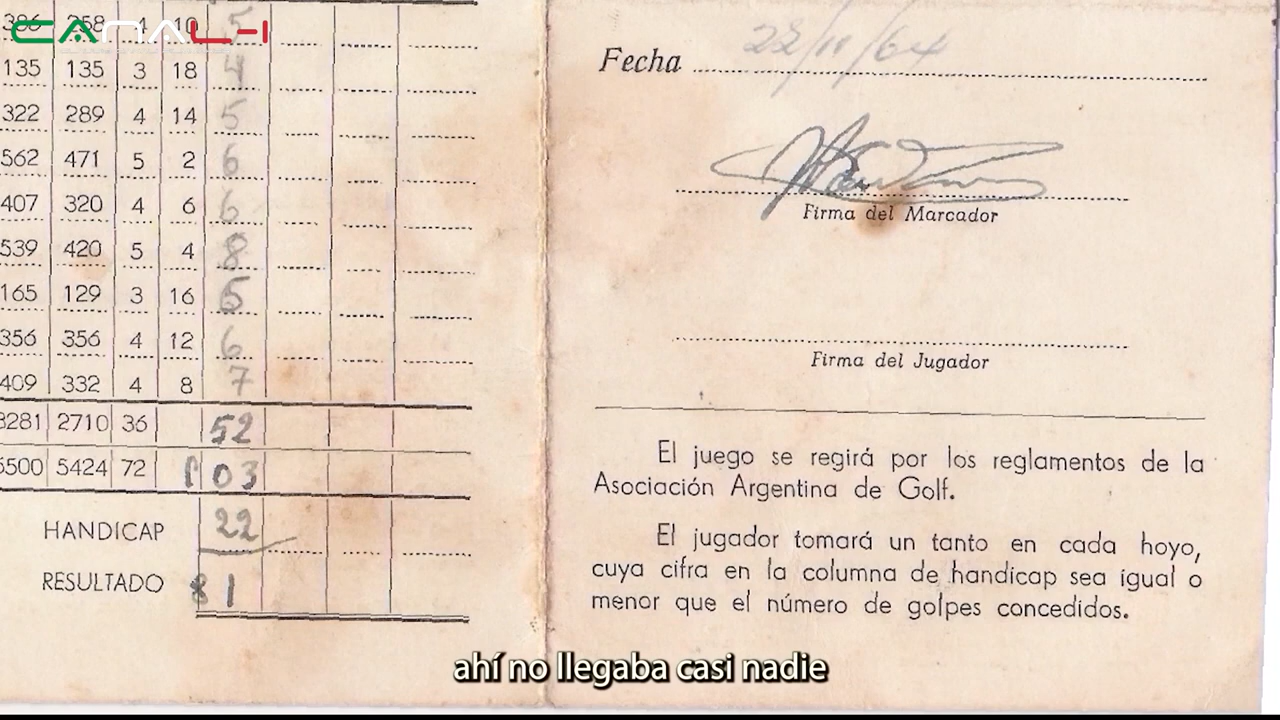 CANAL-I
386 258 4 10 5
135 135 3 18 4
322 289 4 14 5
562 471 5 2 6
407 320 4 6 6
539 420 5 4 8
165 129 3 16 5
356 356 4 12 6
409 332 4 8 7
3281 2710 36 52
5424 72 103
HANDICAP 22
RESULTADO 81
Fecha 22/11/64
Firma del Marcador
Firma del Jugador
El juego se regirá por los reglamentos de la
Asociación Argentina de Golf.
El jugador tomará un tanto en cada hoyo,
cuya cifra en la columna de handicap sea igual o
menor que el número de golpes concedidos.
ahí no llegaba casi nadie